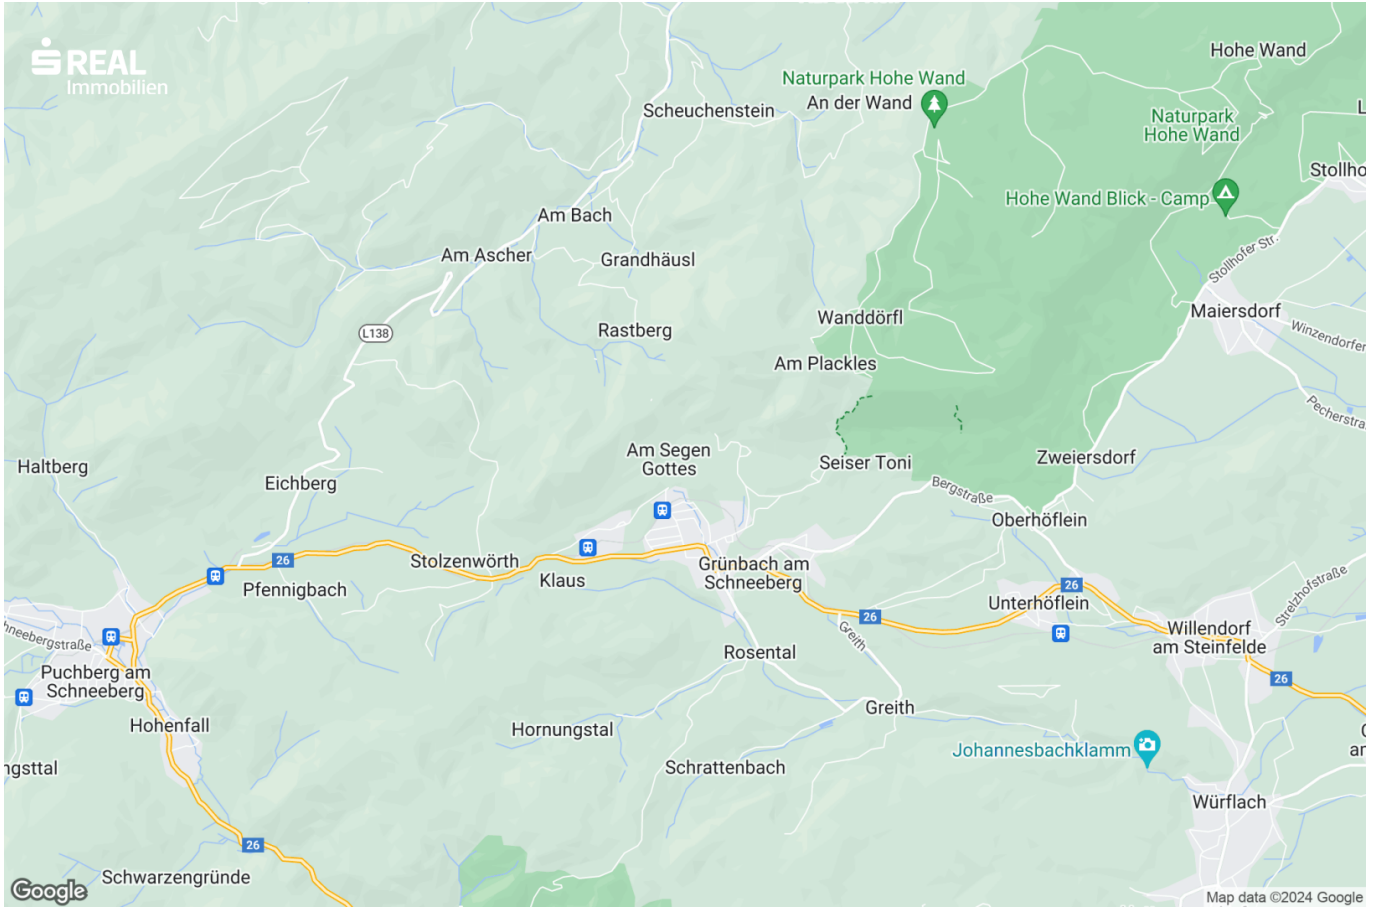 S REAL
Immobilien
Hohe Wand
Naturpark Hohe Wand
An der Wand
Scheuchenstein
Naturpark
Hohe Wand
Stollho
Hohe Wand Blick - Camp
Am Bach
Stollhofer Str.
Am Ascher
Grandhäusl
Maiersdorf
Wanddörfl
Winzendorfer
L138
Rastberg
Am Plackles
Pecherstra
Am Segen
Gottes
Seiser Toni
Zweiersdorf
Haltberg
Eichberg
Bergstraße
Oberhöflein
26
Stolzenwörth
Klaus
Grünbach am
Schneeberg
Pfennigbach
26
Unterhöflein
Strelzhofstraße
26
Greith
Willendorf
am Steinfelde
hneebergstraße
Rosental
Puchberg am
Schneeberg
26
Greith
Hohenfall
Hornungstal
Johannesbachklamm
ngsttal
Schrattenbach
Würflach
26
Schwarzengründe
Google
Map data ©2024 Google